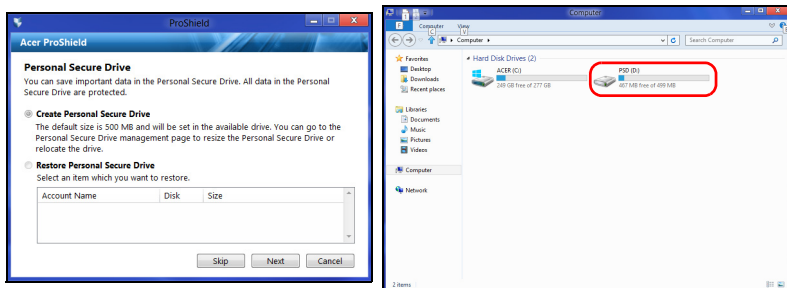 ProShield
Acer ProShield
Personal Secure Drive
You can save important data in the Personal Secure Drive. All data in the Personal
Secure Drive are protected.
Create Personal Secure Drive
The default size is 500 MB and will be set in the available drive. You can go to the
Personal Secure Drive management page to resize the Personal Secure Drive or
relocate the drive.
Restore Personal Secure Drive
Select an item which you want to restore.
Account Name Disk Size
Skip Next Cancel
Computer
F Computer View
C V
Computer
Search Computer
Favorites
Desktop
Downloads
Recent places
Libraries
Documents
Music
Pictures
Videos
Computer
Network
Hard Disk Drives (2)
ACER (C:)
249 GB free of 277 GB
PSD (D:)
467 MB free of 499 MB
2 items